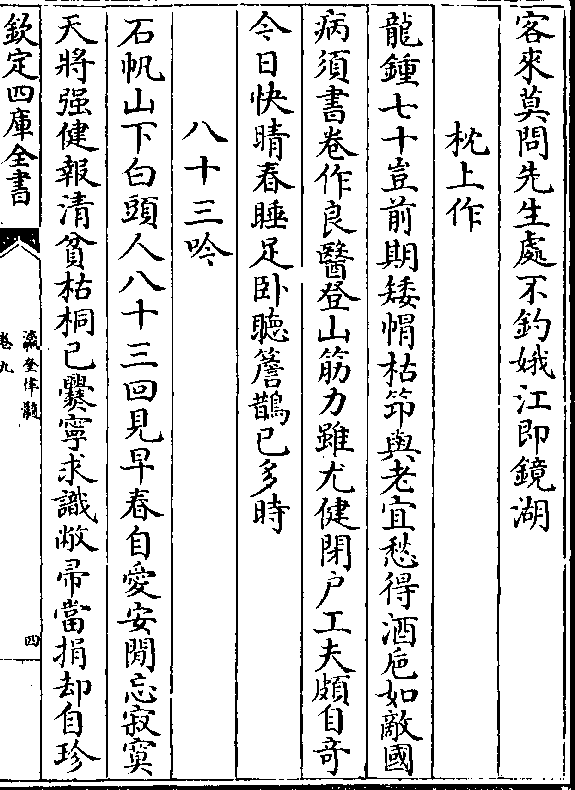 客來莫問先生處不釣娥江即鏡湖
枕上作
龍鍾七十豈前期矮㡌枯笻與老宜愁得酒巵如敵國
病須書卷作良醫登山筋力雖尤健閉户工夫頗自竒
今日快晴春睡足卧聴簷鵲已多時
八十三吟
石帆山下白頭人八十三回見早春自愛安閒忘寂寞
天將强健報清貧枯桐已爨寧求識敝帚當捐却自珍
欽定四庫全書
瀛奎律髓
卷九
四